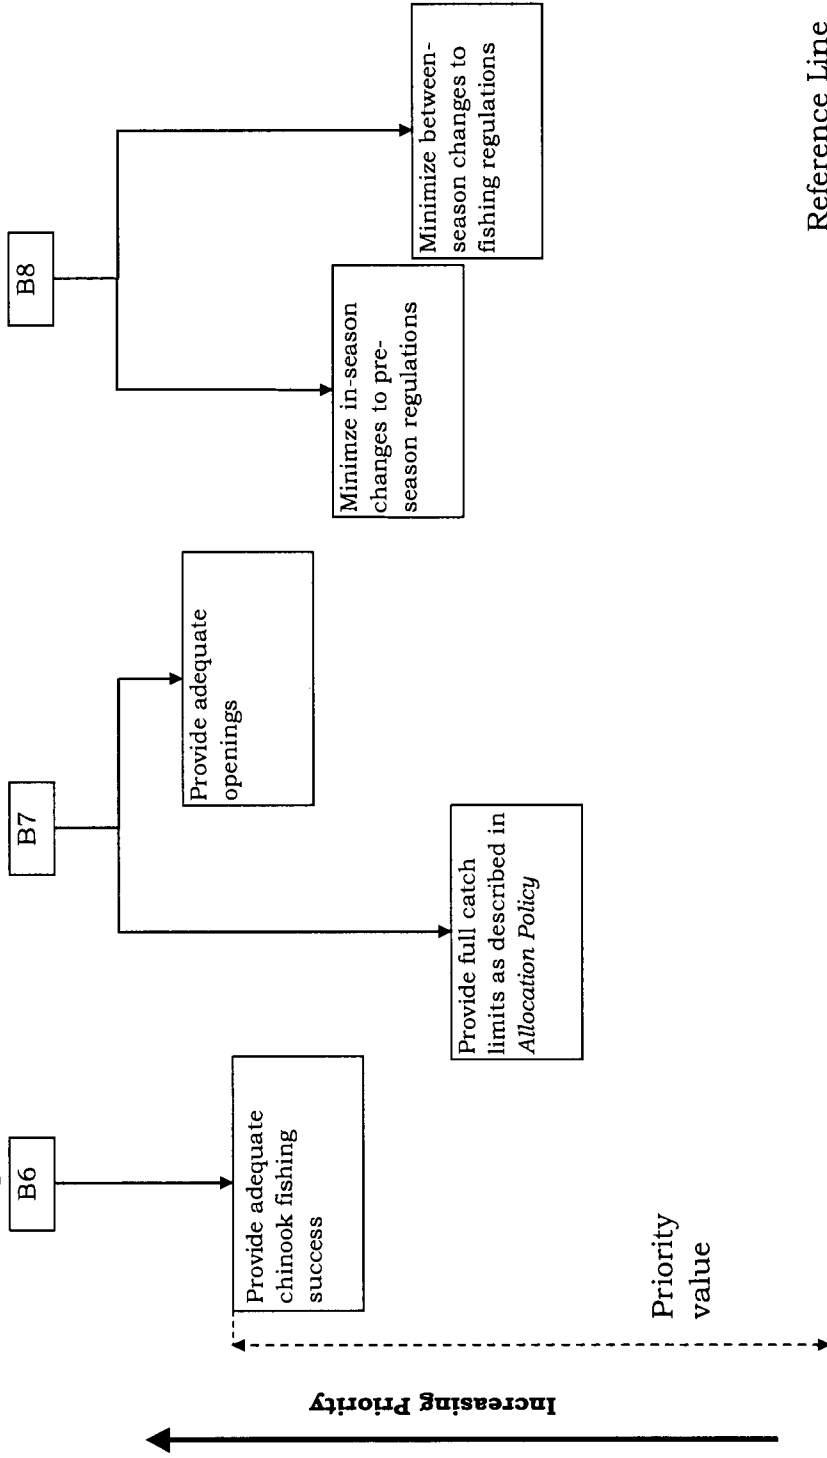 B6
B7
B8
Provide adequate
chinook fishing
success
Provide full catch
limits as described in
Allocation Policy
Provide adequate
openings
Minimze in-season
changes to pre-
season regulations
Minimize between-
season changes to
fishing regulations
Increasing Priority
Priority
value
Reference Line